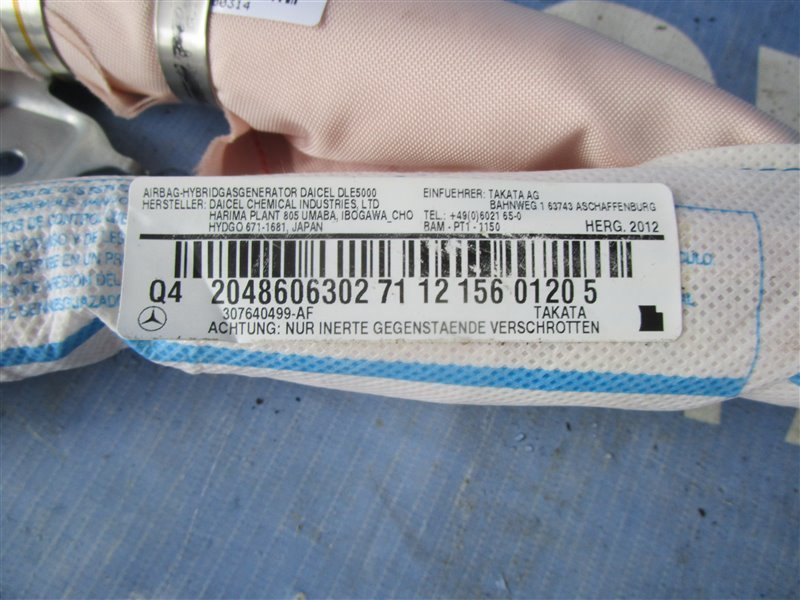 00314
AIRBAG-HYBRIDGASGENERATOR DAICEL DLE5000
HERSTELLER: DAICEL CHEMICAL INDUSTRIES, LTD
HARIMA PLANT 805 UMABA, IBOGAWA_CHO
HYDGO 671-1681, JAPAN
EINFUEHRER: TAKATA AG
BAHNWEG 1 63743 ASCHAFFENBURG
TEL.: +49(0)6021 65-0
BAM - PT1 - 1150
HERG. 2012
Q4 2048606302 71 12 156 0120 5
307640499-AF TAKATA
ACHTUNG: NUR INERTE GEGENSTAENDE VERSCHROTTEN